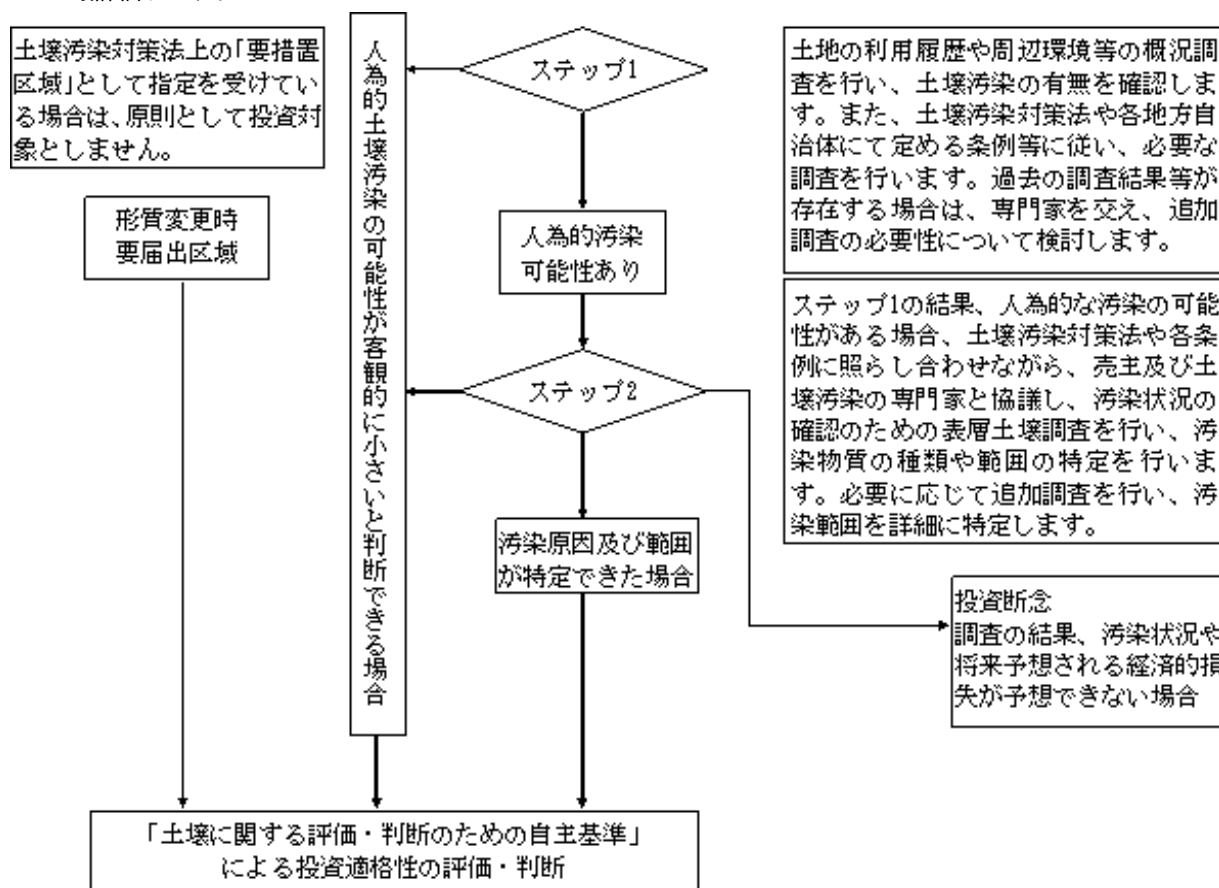 土壌汚染対策法上の「要措置
区域」として指定を受けてい
る場合は、原則として投資対
象としません。
形質変更時
要届出区域
人為的土壌汚染の可能性が客観的に小さいと判断できる場合
ステップ1
人為的汚染
可能性あり
ステップ2
汚染原因及び範囲
が特定できた場合
土地の利用履歴や周辺環境等の概況調
査を行い、土壌汚染の有無を確認しま
す。また、土壌汚染対策法や各地方自
治体にて定める条例等に従い、必要な
調査を行います。過去の調査結果等が
存在する場合は、専門家を交え、追加
調査の必要性について検討します。
ステップ1の結果、人為的な汚染の可能
性がある場合、土壌汚染対策法や各条
例に照らし合わせながら、売主及び土
壌汚染の専門家と協議し、汚染状況の
確認のための表層土壌調査を行い、汚
染物質の種類や範囲の特定を行いま
す。必要に応じて追加調査を行い、汚
染範囲を詳細に特定します。
投資断念
調査の結果、汚染状況や
将来予想される経済的損
失が予想できない場合
「土壌に関する評価・判断のための自主基準」
による投資適格性の評価・判断